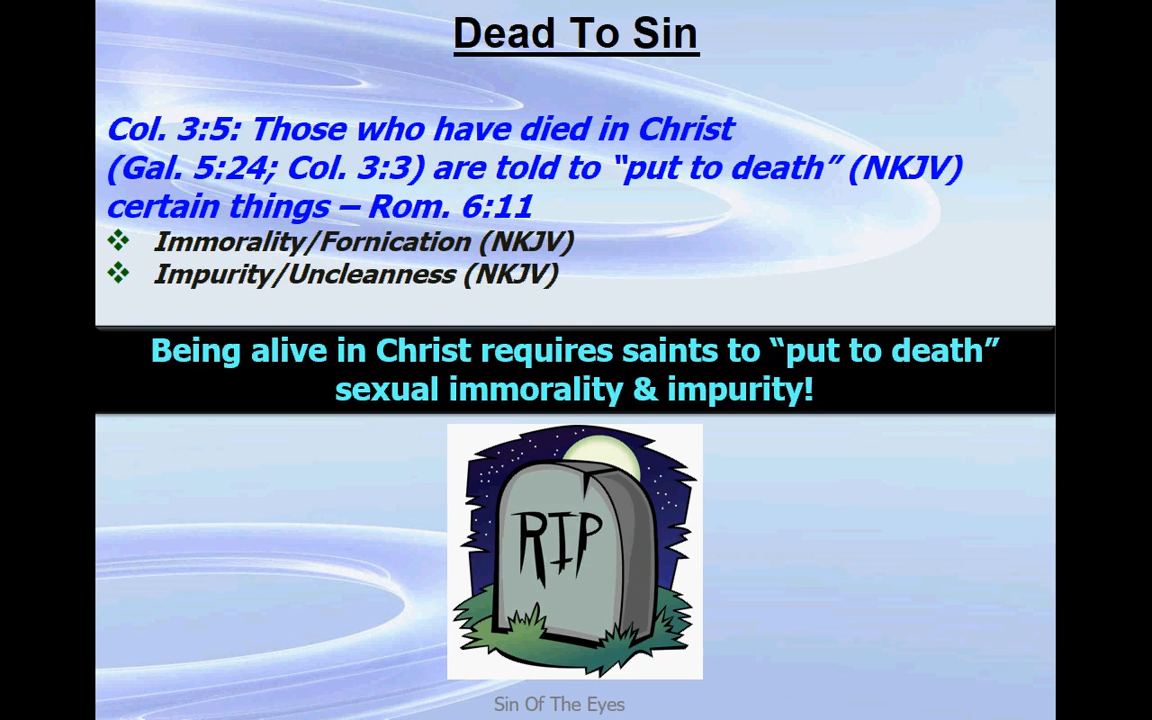 Dead To Sin
Col. 3:5: Those who have died in Christ
(Gal. 5:24; Col. 3:3) are told to “put to death” (NKJV)
certain things – Rom. 6:11
❖ Immorality/Fornication (NKJV)
❖ Impurity/Uncleanness (NKJV)
Being alive in Christ requires saints to “put to death”
sexual immorality & impurity!
RIP
Sin Of The Eyes